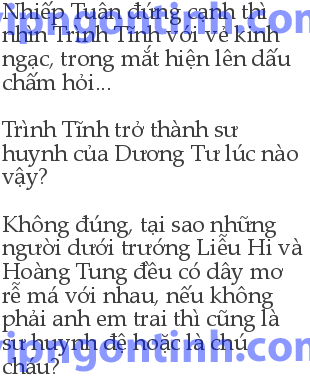 Nhiếp Tuân đứng cạnh thì
nhìn Trình Tĩnh với vẻ kinh
ngạc, trong mắt hiện lên dấu
chấm hỏi...
Trình Tĩnh trở thành sư
huynh của Dương Tư lúc nào
vậy?
Không đúng, tại sao những
người dưới trướng Liễu Hi và
Hoàng Tung đều có dây mơ
rễ má với nhau, nếu không
phải anh em trai thì cũng là
sư huynh đệ hoặc là chú
cháu?
vipngontinh.com
vipngontinh.com